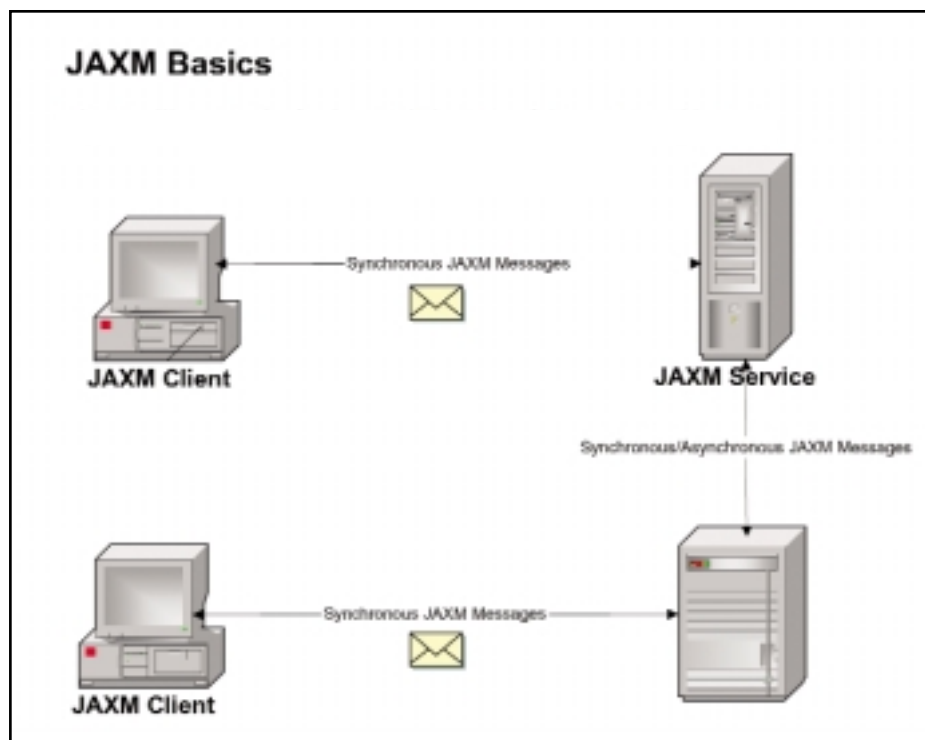 JAXM Basics
Synchronous JAXM Messages
JAXM Client
JAXM Service
Synchronous/Asynchronous JAXM Messages
Synchronous JAXM Messages
JAXM Client